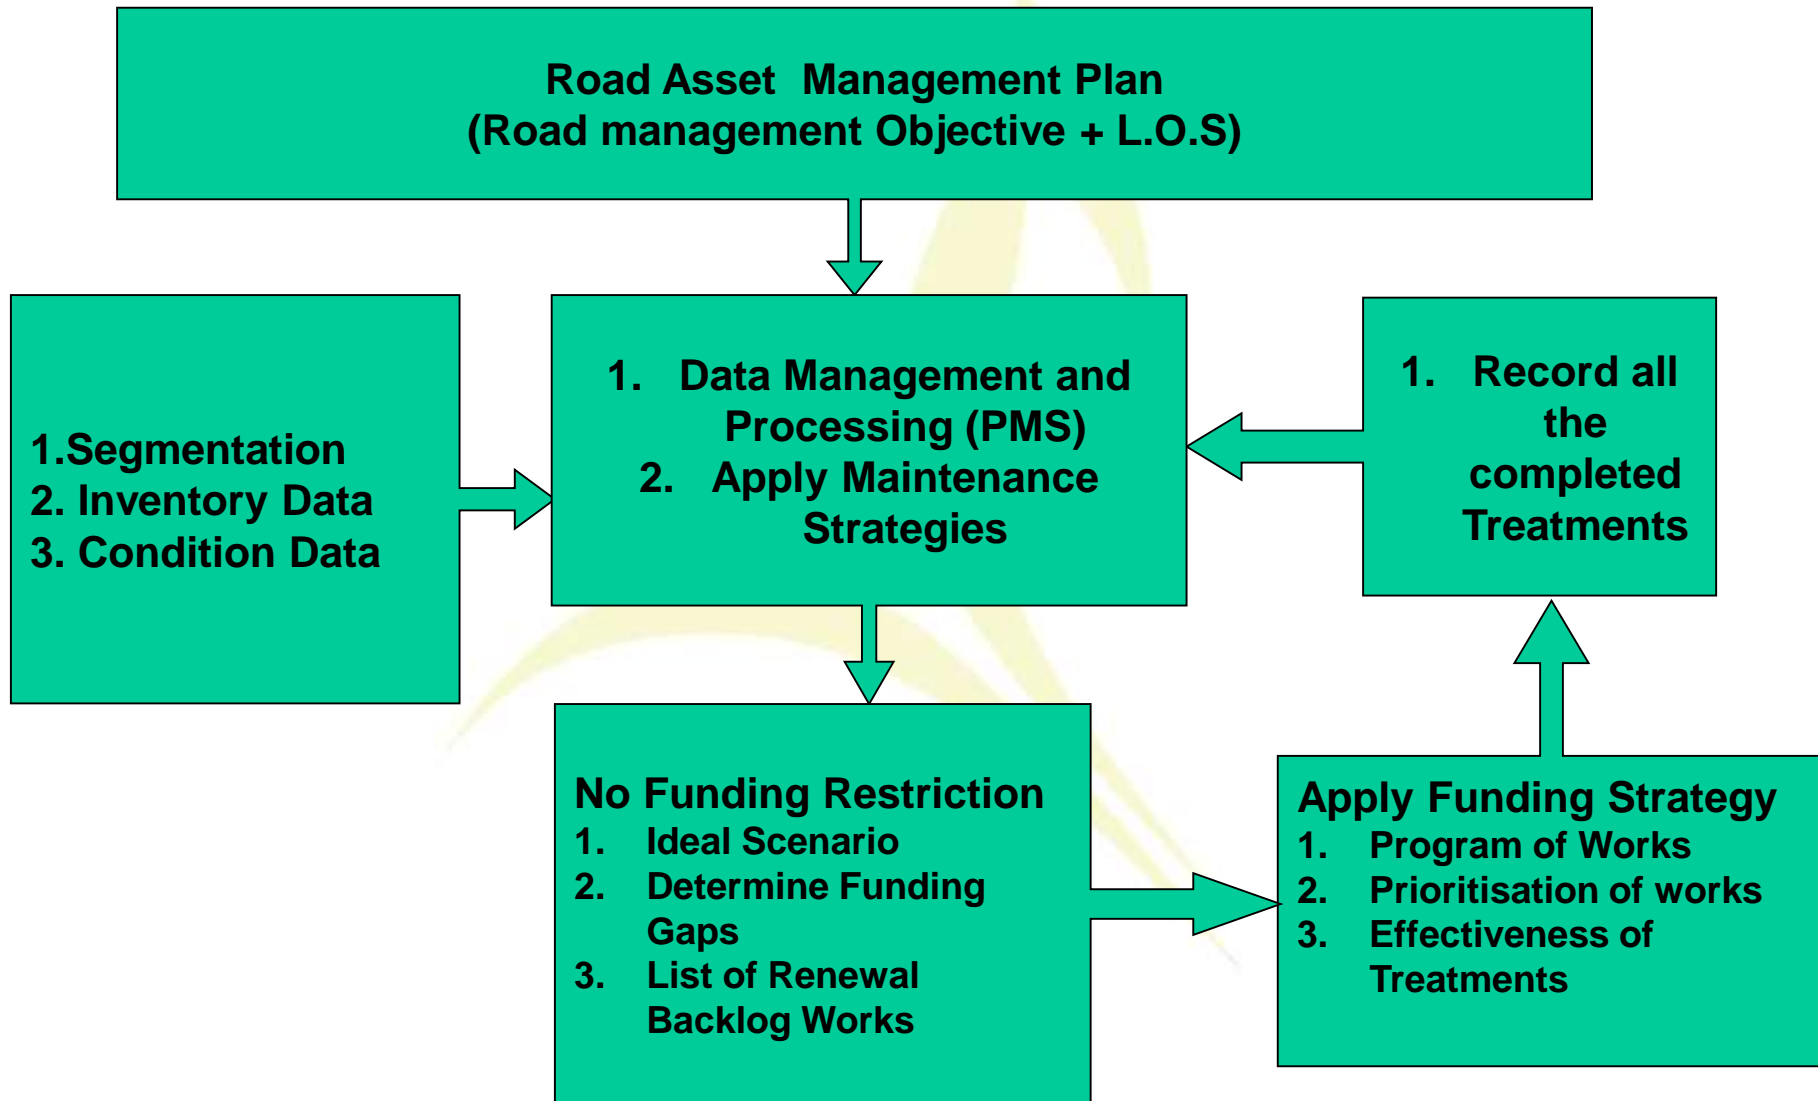 Road Asset  Management Plan
(Road management Objective + L.O.S)
1.Segmentation
2. Inventory Data
3. Condition Data
1. Data Management and
Processing (PMS)
2. Apply Maintenance
Strategies
1. Record all
the
completed
Treatments
No Funding Restriction
1. Ideal Scenario
2. Determine Funding
Gaps
3. List of Renewal
Backlog Works
Apply Funding Strategy
1. Program of Works
2. Prioritisation of works
3. Effectiveness of
Treatments